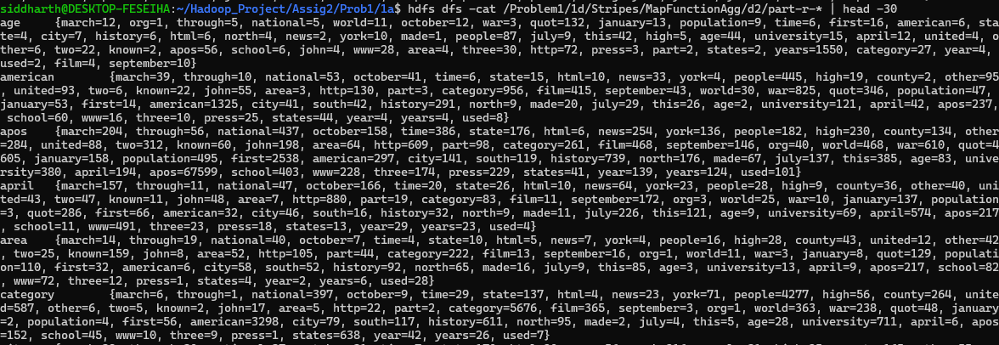 siddharth@DESKTOP-FESEIHA:~/Hadoop_Project/Assig2/Prob1/1a$ hdfs dfs -cat /Problem1/1d/Stripes/MapFunctionAgg/d2/part-r-* | head -30
age     {march=12, org=1, through=5, national=5, world=11, october=12, war=3, quot=132, january=13, population=9, time=6, first=16, american=6, sta
te=4, city=7, history=6, html=6, north=4, news=2, york=10, made=1, people=87, july=9, this=42, high=5, age=44, university=15, april=12, united=4, o
ther=6, two=22, known=2, apos=56, school=6, john=4, www=28, area=4, three=30, http=72, press=3, part=2, states=2, years=1550, category=27, year=4,
used=2, film=4, september=10}
american        {march=39, through=10, national=53, october=41, time=6, state=15, html=10, news=33, york=4, people=445, high=19, county=2, other=95
, united=93, two=6, known=22, john=55, area=3, http=130, part=3, category=956, film=415, september=43, world=30, war=825, quot=346, population=47,
january=53, first=14, american=1325, city=41, south=42, history=291, north=9, made=20, july=29, this=26, age=2, university=121, april=42, apos=237,
 school=60, www=16, three=10, press=25, states=44, year=4, years=4, used=8}
apos    {march=204, through=56, national=437, october=158, time=386, state=176, html=6, news=254, york=136, people=182, high=230, county=134, other
=284, united=88, two=312, known=60, john=198, area=64, http=609, part=98, category=261, film=468, september=146, org=40, world=468, war=610, quot=4
605, january=158, population=495, first=2538, american=297, city=141, south=119, history=739, north=176, made=67, july=137, this=385, age=83, unive
rsity=380, april=194, apos=67599, school=403, www=228, three=174, press=229, states=41, year=139, years=124, used=101}
april   {march=157, through=11, national=47, october=166, time=20, state=26, html=10, news=64, york=23, people=28, high=9, county=36, other=40, uni
ted=43, two=47, known=11, john=48, area=7, http=880, part=19, category=83, film=11, september=172, org=3, world=25, war=10, january=137, population
=3, quot=286, first=66, american=32, city=46, south=16, history=32, north=9, made=11, july=226, this=121, age=9, university=69, april=574, apos=217
, school=11, www=491, three=23, press=18, states=13, year=29, years=23, used=4}
area    {march=14, through=19, national=40, october=7, time=4, state=10, html=5, news=7, york=4, people=16, high=28, county=43, united=12, other=42
, two=25, known=159, john=8, area=52, http=105, part=44, category=222, film=13, september=16, org=1, world=11, war=3, january=8, quot=129, populati
on=110, first=32, american=6, city=58, south=52, history=92, north=65, made=16, july=9, this=85, age=3, university=13, april=9, apos=217, school=82
, www=72, three=12, press=1, states=4, year=2, years=6, used=28}
category        {march=6, through=1, national=397, october=9, time=29, state=137, html=4, news=23, york=71, people=4277, high=56, county=264, unite
d=587, other=6, two=5, known=2, john=17, area=5, http=22, part=2, category=5676, film=365, september=3, org=1, world=363, war=238, quot=48, january
=2, population=4, first=56, american=3298, city=79, south=117, history=611, north=95, made=2, july=4, this=5, age=28, university=711, april=6, apos
=152, school=45, www=10, three=9, press=1, states=638, year=42, years=26, used=7}